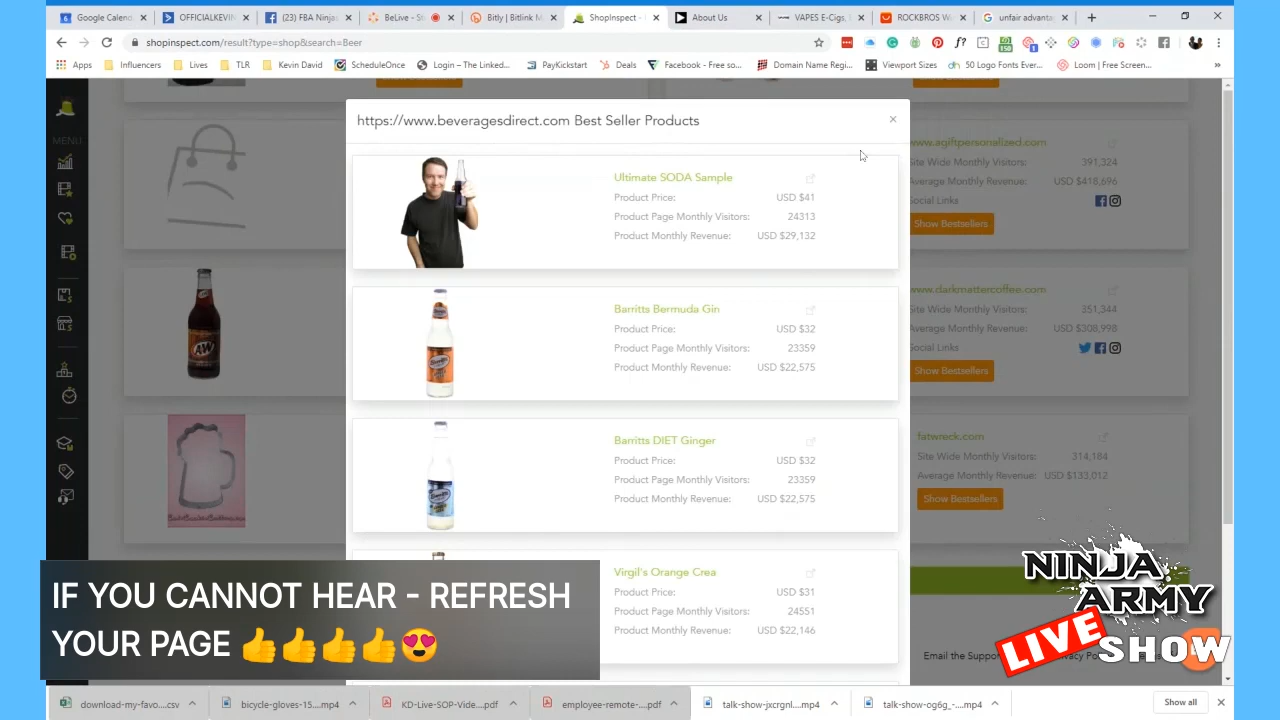 Google Calend
OFFICIALKEVIN
(23) FBA Ninjas
BeLive - St
Bitly | Bitlink M
ShopInspect -
About Us
VAPES E-Cigs,
ROCKBROS W
unfair advanta
shopinspect.com/result?type=shop&search=Beer
Apps
Influencers
Lives
TLR
Kevin David
ScheduleOnce
Login – The Linked...
PayKickstart
Deals
Facebook - Free so...
Domain Name Regi...
Viewport Sizes
50 Logo Fonts Ever...
Loom | Free Screen...
MENU
https://www.beveragesdirect.com Best Seller Products
Ultimate SODA Sample
Product Price: USD $41
Product Page Monthly Visitors: 24313
Product Monthly Revenue: USD $29,132
Barritts Bermuda Gin
Product Price: USD $32
Product Page Monthly Visitors: 23359
Product Monthly Revenue: USD $22,575
Barritts DIET Ginger
Product Price: USD $32
Product Page Monthly Visitors: 23359
Product Monthly Revenue: USD $22,575
Virgil's Orange Crea
Product Price: USD $31
Product Page Monthly Visitors: 24551
Product Monthly Revenue: USD $22,146
www.agiftpersonalized.com
Site Wide Monthly Visitors: 391,324
Average Monthly Revenue: USD $418,696
Social Links
Show Bestsellers
www.darkmattercoffee.com
Site Wide Monthly Visitors: 351,344
Average Monthly Revenue: USD $308,998
Social Links
Show Bestsellers
fatwreck.com
Site Wide Monthly Visitors: 314,184
Average Monthly Revenue: USD $133,012
Show Bestsellers
A&W
IF YOU CANNOT HEAR - REFRESH
YOUR PAGE 👍👍👍👍😍
NINJA
ARMY
LIVE SHOW
Email the Suppo
download-my-favo....csv
bicycle-gloves-15....mp4
KD-Live-SOP-Vide....pdf
employee-remote-....pdf
talk-show-jxcrgnl....mp4
talk-show-og6g_-....mp4
Show all